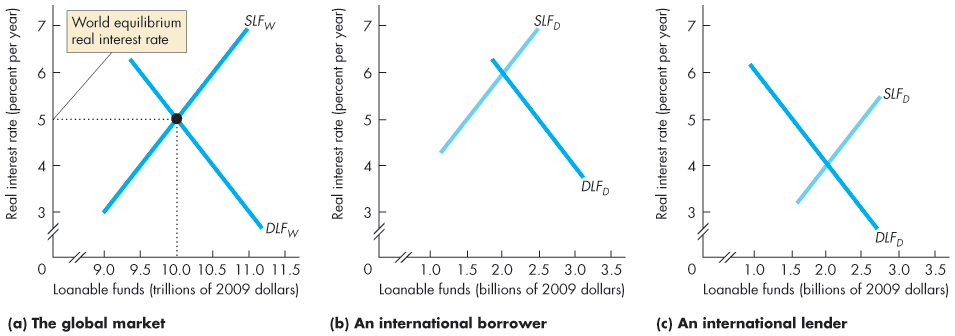 Real interest rate (percent per year)
7
6
5
4
3
0
World equilibrium
real interest rate
SLF_W
DLF_W
9.0 9.5 10.0 10.5 11.0 11.5
Loanable funds (trillions of 2009 dollars)
(a) The global market
Real interest rate (percent per year)
7
6
5
4
3
0
SLF_D
DLF_D
1.0 1.5 2.0 2.5 3.0 3.5
Loanable funds (billions of 2009 dollars)
(b) An international borrower
Real interest rate (percent per year)
7
6
5
4
3
0
SLF_D
DLF_D
1.0 1.5 2.0 2.5 3.0 3.5
Loanable funds (billions of 2009 dollars)
(c) An international lender